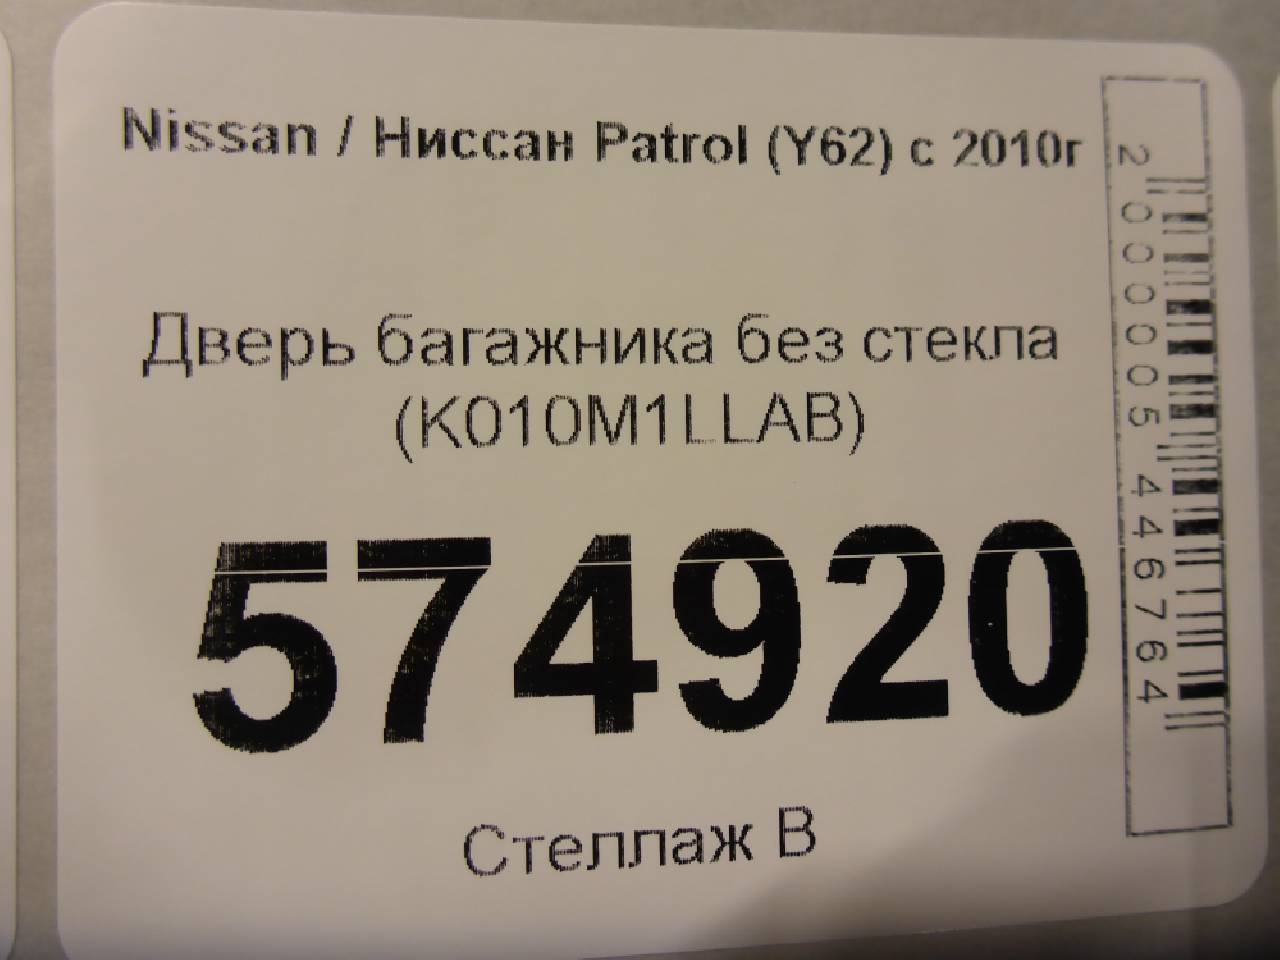 Nissan / Ниссан Patrol (Y62) с 2010г
Дверь багажника без стекла
(K010M1LLAB)
574920
Стеллаж В
2000005446764